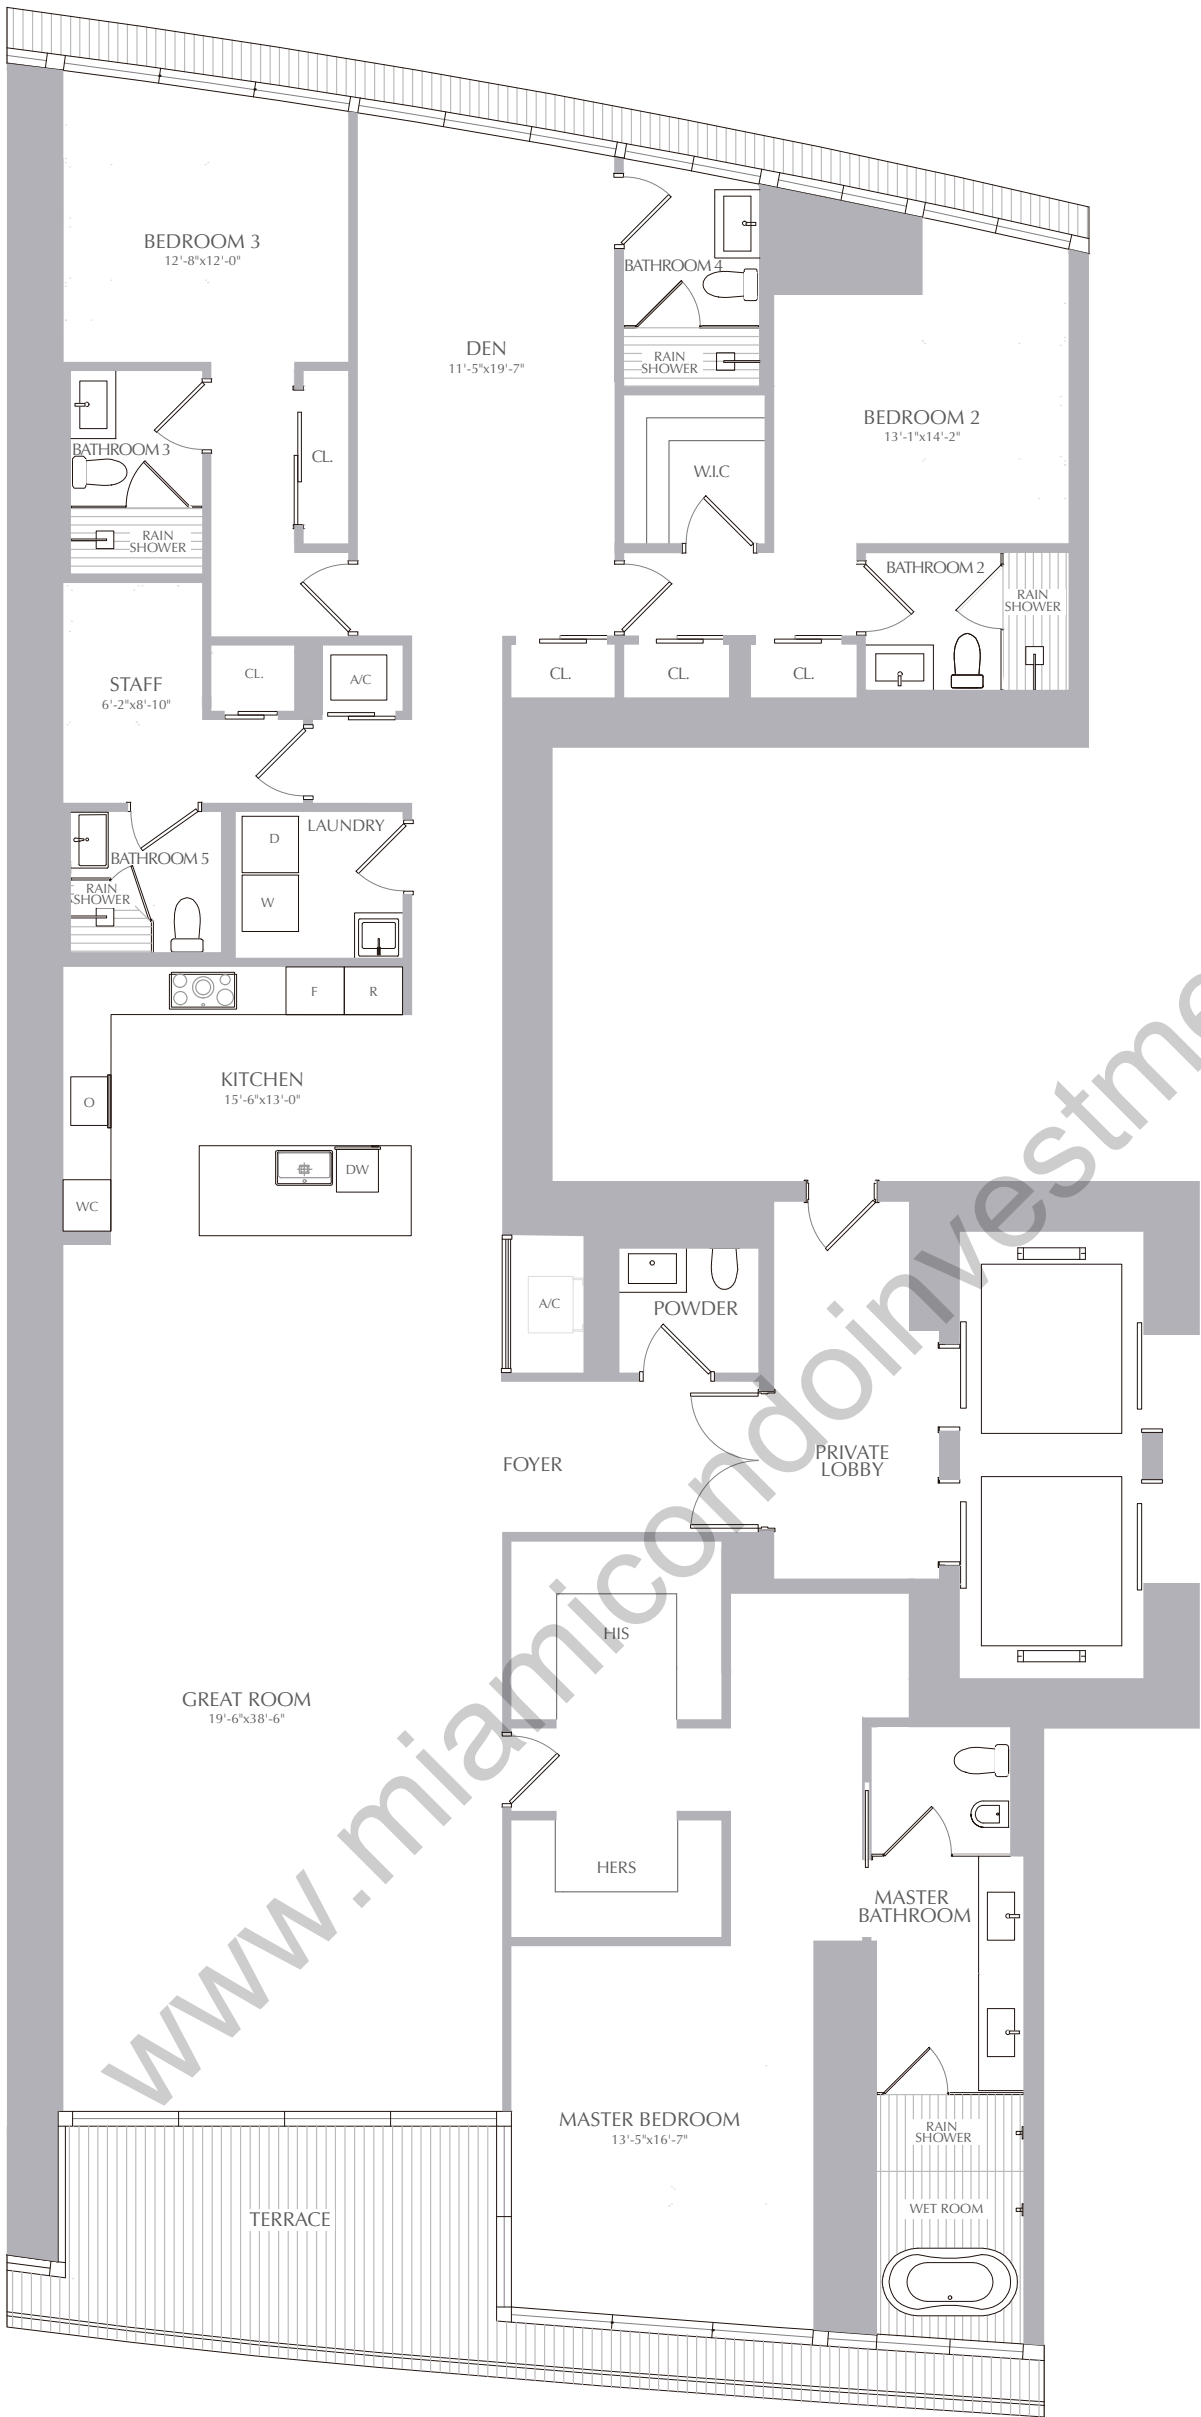 BEDROOM 3
12'-8"x12'-0"
BATHROOM 4
DEN
11'-5"x19'-7"
RAIN
SHOWER
BEDROOM 2
13'-1"x14'-2"
BATHROOM 3
CL.
W.I.C
RAIN
SHOWER
BATHROOM 2
RAIN
SHOWER
STAFF
6'-2"x8'-10"
CL.
A/C
CL.
CL.
CL.
LAUNDRY
D
BATHROOM 5
RAIN
SHOWER
W
F
R
KITCHEN
15'-6"x13'-0"
O
DW
WC
A/C
POWDER
FOYER
PRIVATE
LOBBY
HIS
GREAT ROOM
19'-6"x38'-6"
HERS
MASTER
BATHROOM
MASTER BEDROOM
13'-5"x16'-7"
RAIN
SHOWER
WET ROOM
TERRACE
www.miamicondoinvestme